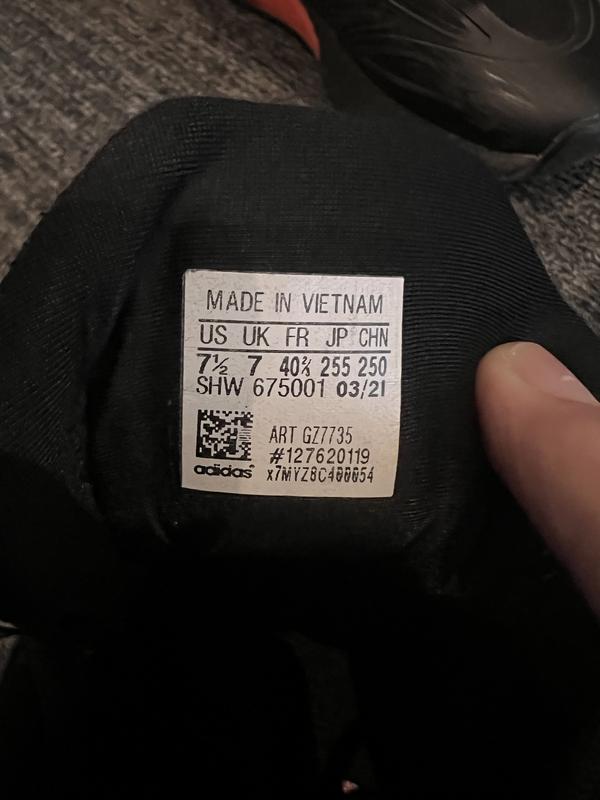 MADE IN VIETNAM
US UK FR JP CHN
7½ 7 40⅔ 255 250
SHW 675001 03/21
ART GZ7735
#127620119
adidas